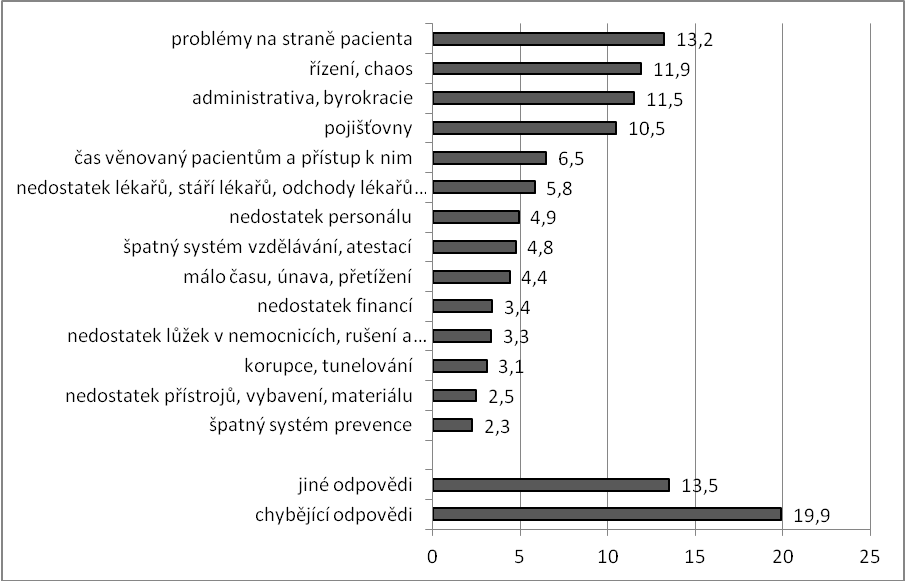 problémy na straně pacienta 13,2
řízení, chaos 11,9
administrativa, byrokracie 11,5
pojišťovny 10,5
čas věnovaný pacientům a přístup k nim 6,5
nedostatek lékařů, stáří lékařů, odchody lékařů... 5,8
nedostatek personálu 4,9
špatný systém vzdělávání, atestací 4,8
málo času, únava, přetížení 4,4
nedostatek financí 3,4
nedostatek lůžek v nemocnicích, rušení a... 3,3
korupce, tunelování 3,1
nedostatek přístrojů, vybavení, materiálu 2,5
špatný systém prevence 2,3
jiné odpovědi 13,5
chybějící odpovědi 19,9
0 5 10 15 20 25